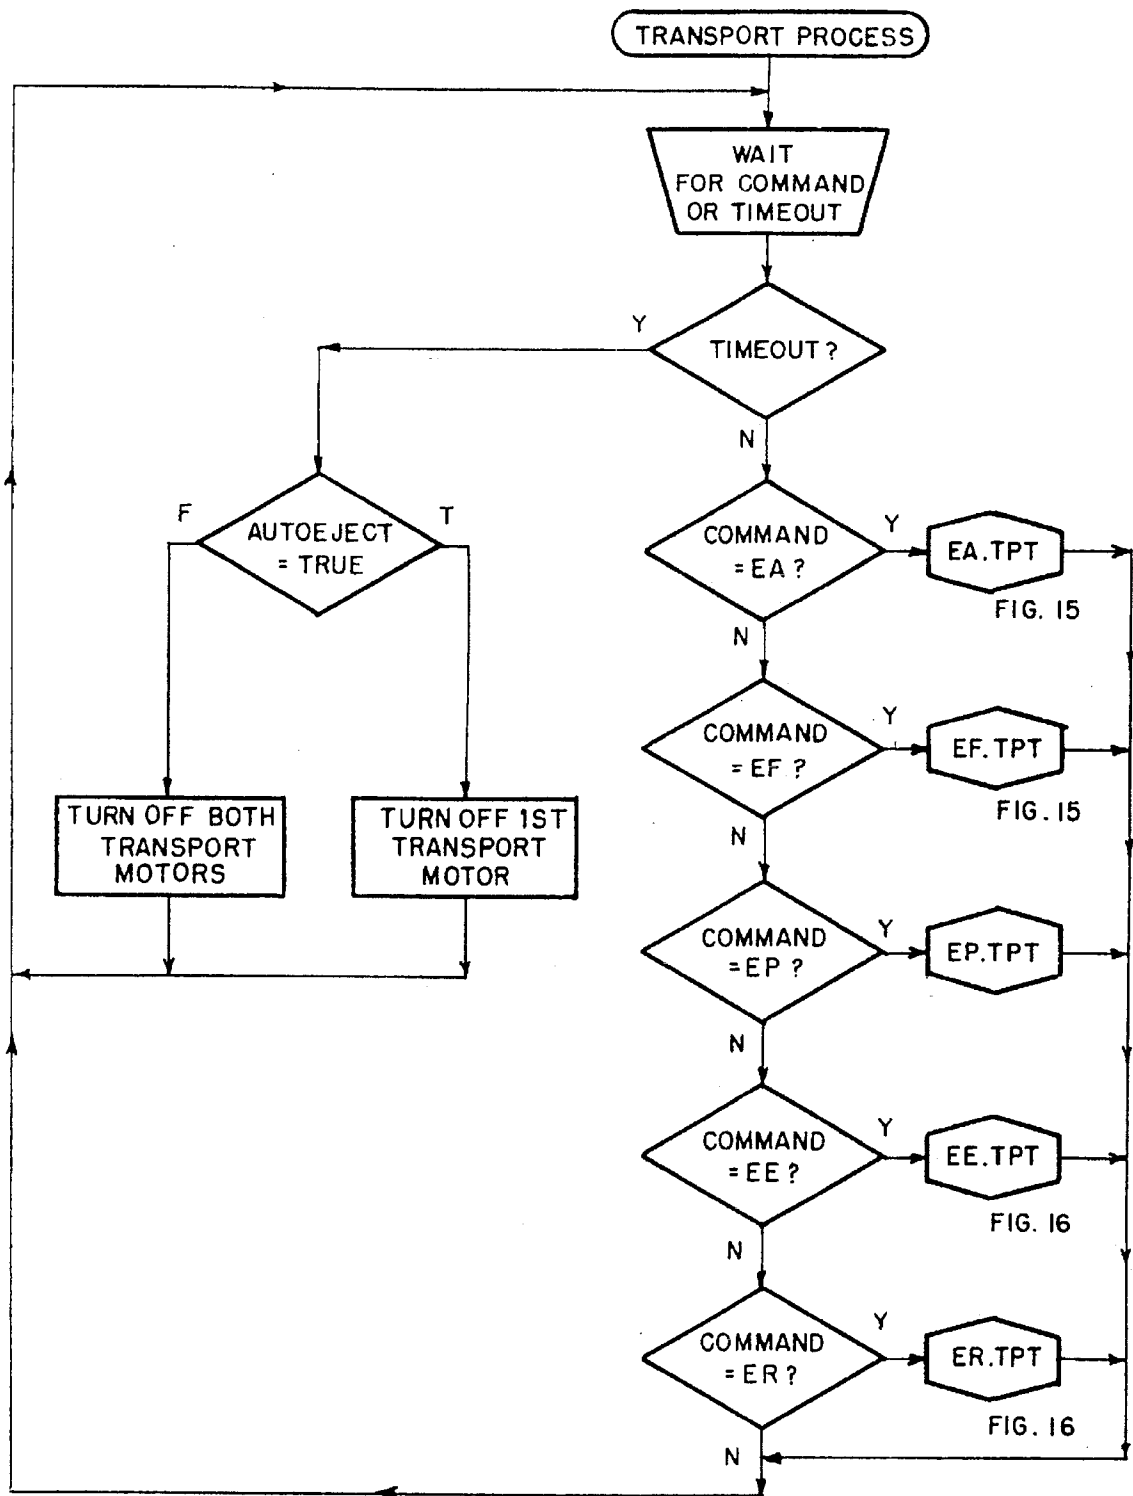 TRANSPORT PROCESS
WAIT
FOR COMMAND
OR TIMEOUT
Y
TIMEOUT?
N
F
AUTOEJECT
= TRUE
T
COMMAND
= EA?
Y
EA.TPT
FIG. 15
N
COMMAND
= EF?
Y
EF.TPT
FIG. 15
N
TURN OFF BOTH
TRANSPORT
MOTORS
TURN OFF 1ST
TRANSPORT
MOTOR
COMMAND
= EP?
Y
EP.TPT
N
COMMAND
= EE?
Y
EE.TPT
FIG. 16
N
COMMAND
= ER?
Y
ER.TPT
FIG. 16
N